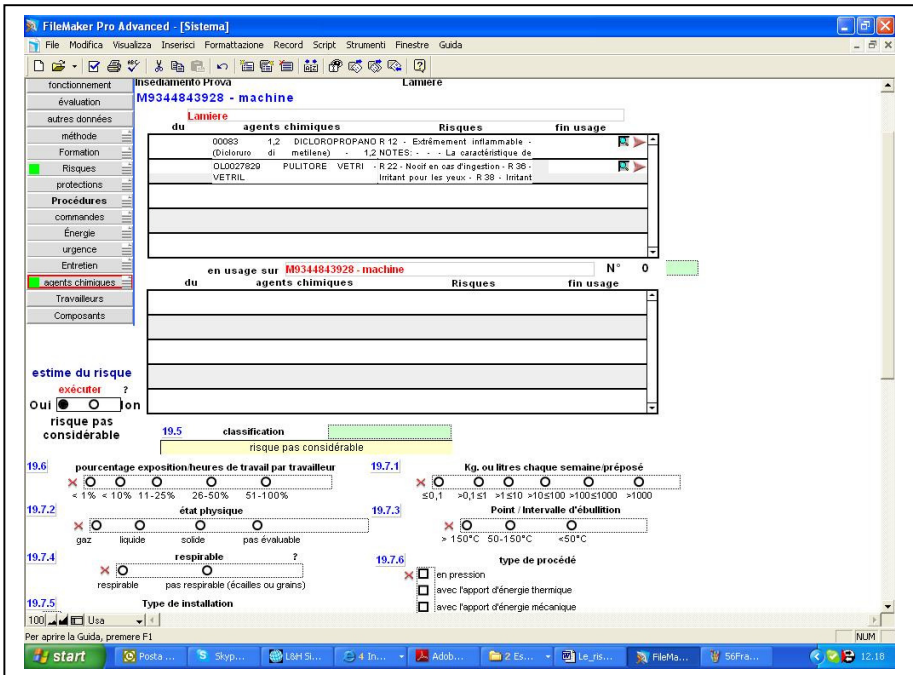 FileMaker Pro Advanced - [Sistema]
File Modifica Visualizza Inserisci Formattazione Record Script Strumenti Finestre Guida
fonctionnement
évaluation
autres données
méthode
Formation
Risques
protections
Procédures
commandes
Énergie
urgence
Entretien
agents chimiques
Travailleurs
Composants
Insediamento Prova Lamiere
M9344843928 - machine
Lamiere
du agents chimiques Risques fin usage
00083 1,2 DICLOROPROPANO R 12 - Extrêmement inflammable -
(Dicloruro di metilene) - 1,2 NOTES: - - - La caractéristique de
OL0027829 PULITORE VETRI - R 22 - Nocif en cas d'ingestion - R 36 -
VETRIL Irritant pour les yeux - R 38 - Irritant
en usage sur M9344843928 - machine N° 0
du agents chimiques Risques fin usage
estime du risque
exécuter ?
Oui Ion
risque pas
considérable
19.5 classification
risque pas considérable
19.6 pourcentage exposition/heures de travail par travailleur
< 1% < 10% 11-25% 26-50% 51-100%
19.7.1 Kg. ou litres chaque semaine/préposé
≤0,1 >0,1≤1 >1≤10 >10≤100 >100≤1000 >1000
19.7.2 état physique
gaz liquide solide pas évaluable
19.7.3 Point / Intervalle d'ébullition
> 150°C 50-150°C <50°C
19.7.4 respirable ?
respirable pas respirable (écailles ou grains)
19.7.6 type de procédé
en pression
avec l'apport d'énergie thermique
avec l'apport d'énergie mécanique
19.7.5 Type de installation
100 Usa
Per aprire la Guida, premere F1 NUM
start Posta ... Skyp... L&H Si... 4 In... Adob... 2 Es... Le_ris... FileMa... 56Fra... 12.18